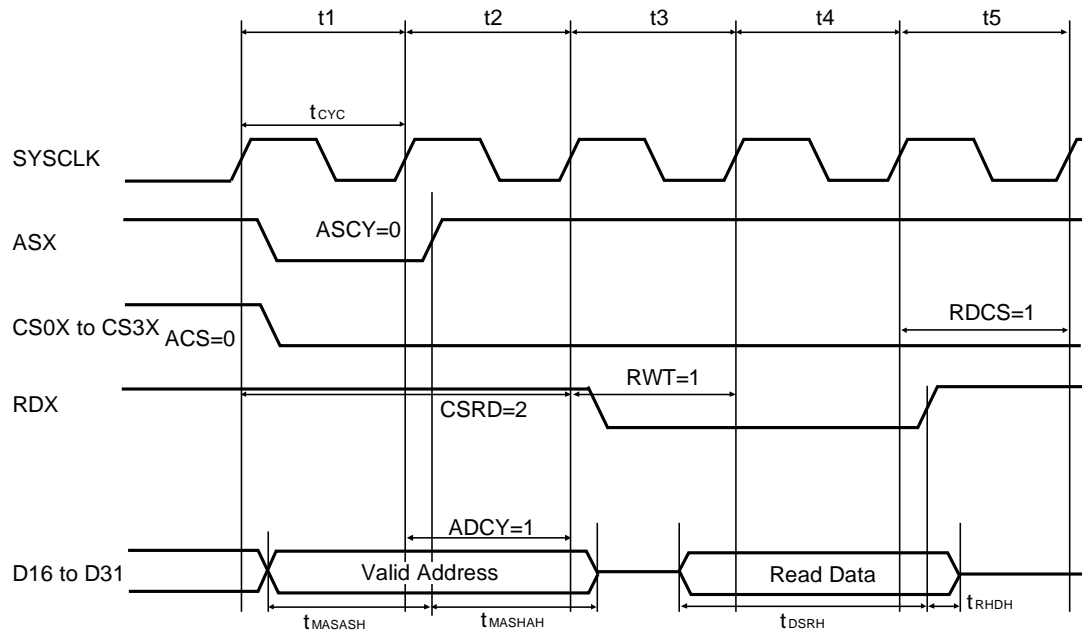 t1 t2 t3 t4 t5
tCYC
SYSCLK
ASX
ASCY=0
CS0X to CS3X
ACS=0
RDCS=1
RDX
CSRD=2
RWT=1
ADCY=1
D16 to D31
Valid Address
Read Data
tMASASH
tMASHAH
tDSRH
tRHDH